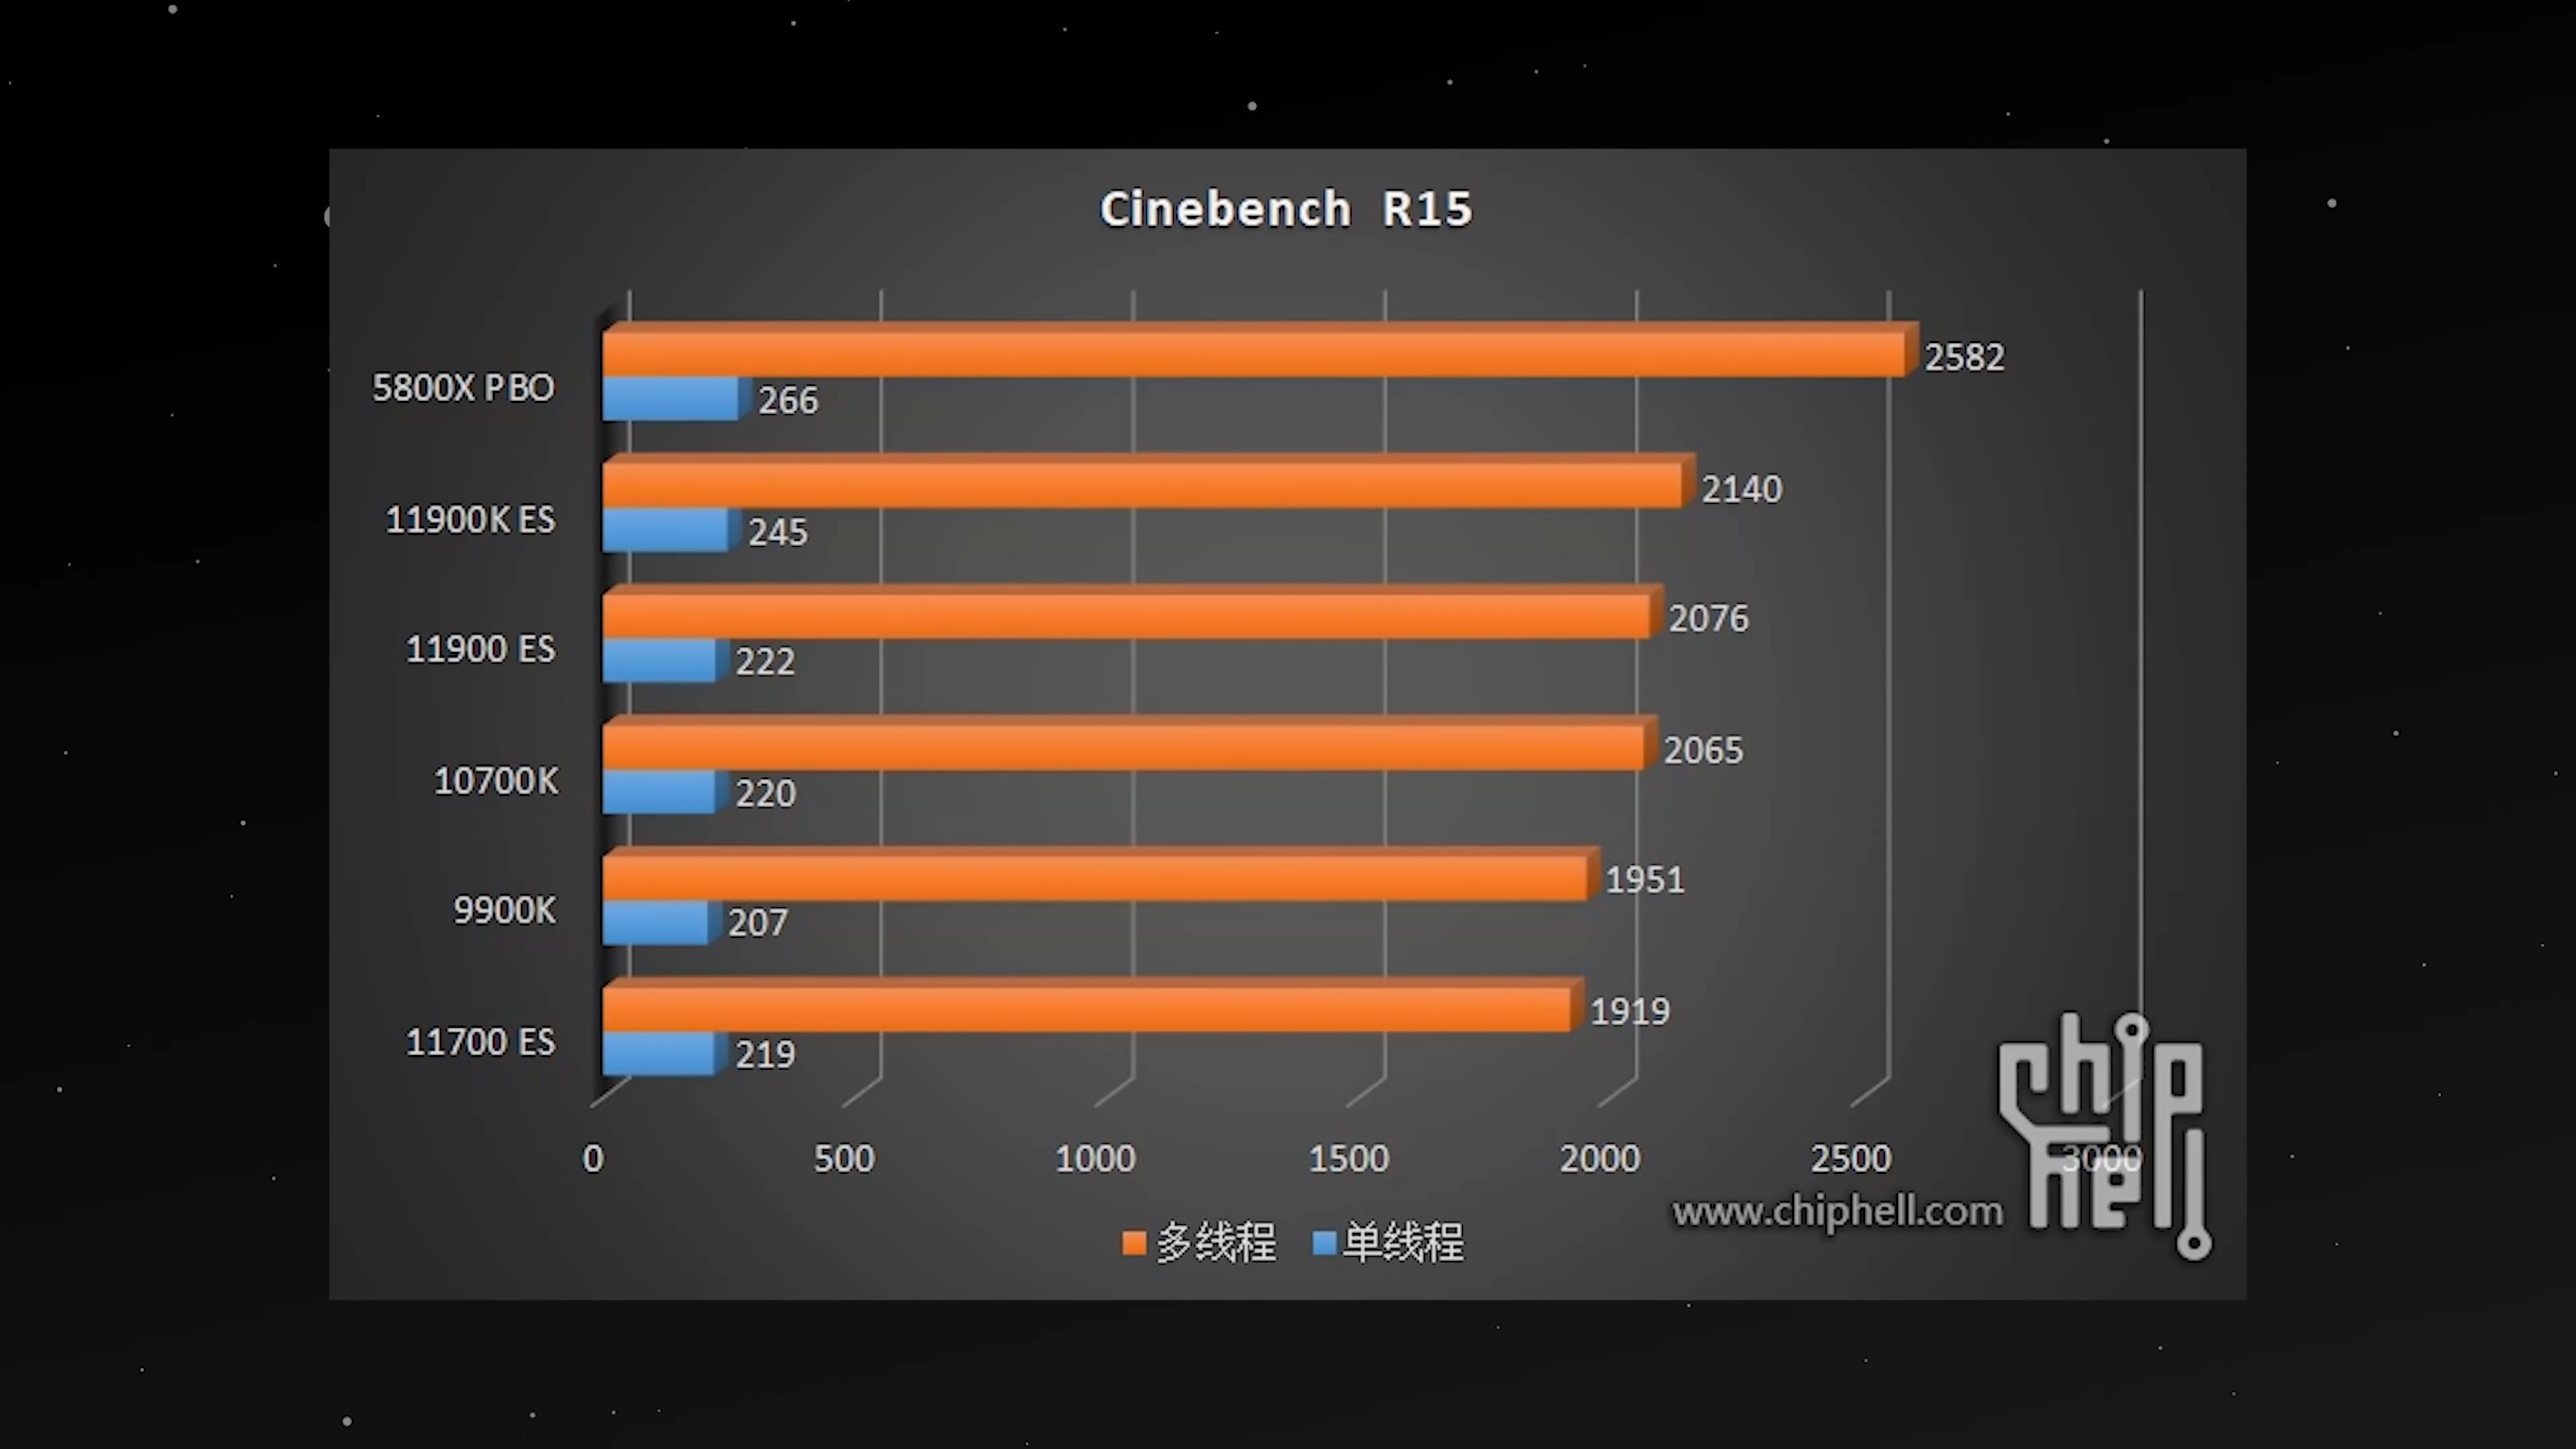 Cinebench R15
5800X PBO
2582
266
11900K ES
2140
245
11900 ES
2076
222
10700K
2065
220
9900K
1951
207
11700 ES
1919
219
0 500 1000 1500 2000 2500 3000
www.chiphell.com
chip
hell
多线程 单线程